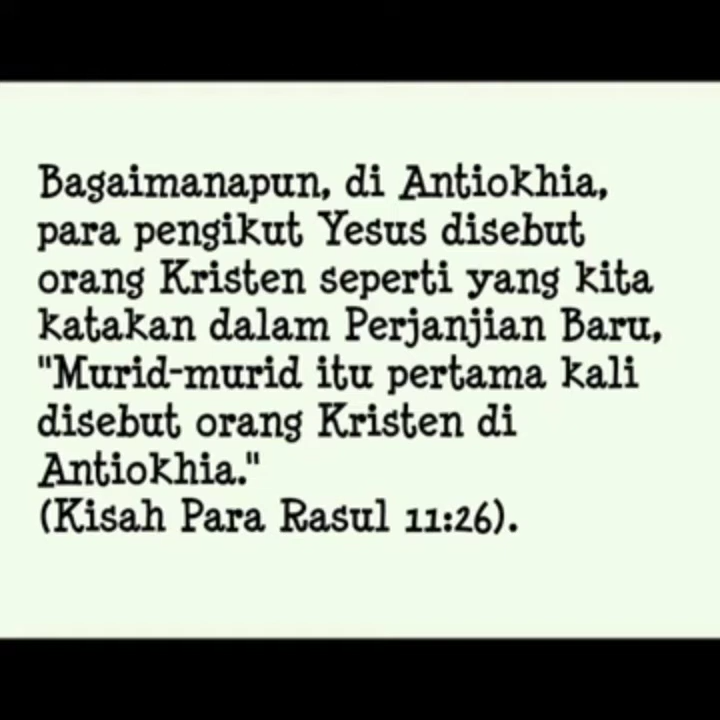 Bagaimanapun, di Antiokhia,
para pengikut Yesus disebut
orang Kristen seperti yang kita
katakan dalam Perjanjian Baru,
"Murid-murid itu pertama kali
disebut orang Kristen di
Antiokhia."
(Kisah Para Rasul 11:26).